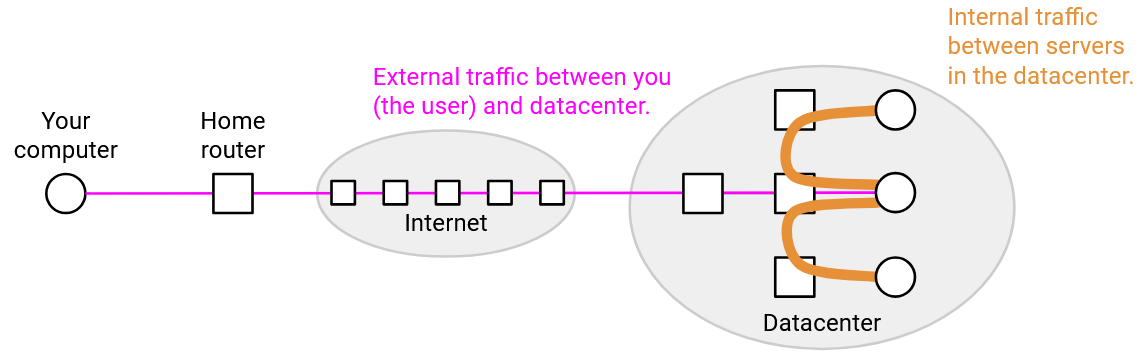 Internal traffic
between servers
in the datacenter.
External traffic between you
(the user) and datacenter.
Your
computer
Home
router
Internet
Datacenter